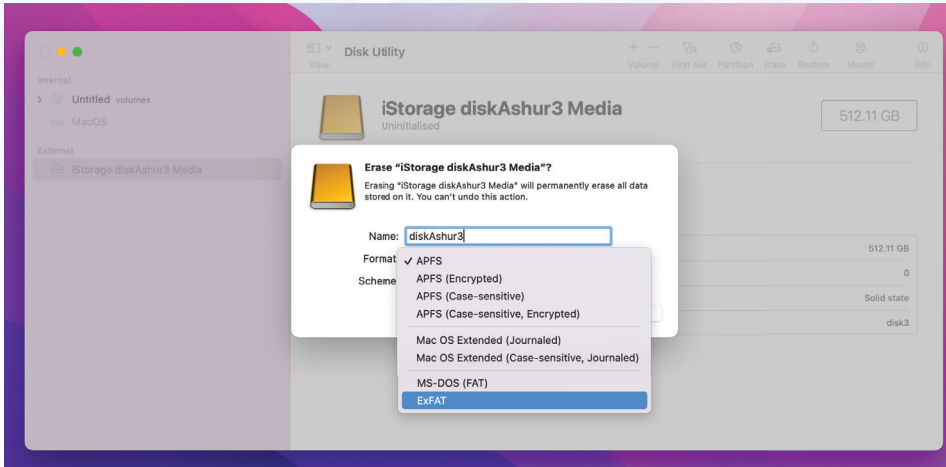 Disk Utility
View
Volume First Aid Partition Erase Restore Mount Info
Internal
Untitled volumes
MacOS
External
iStorage diskAshur3 Media
iStorage diskAshur3 Media
Uninitialised
512.11 GB
Erase “iStorage diskAshur3 Media”?
Erasing “iStorage diskAshur3 Media” will permanently erase all data
stored on it. You can’t undo this action.
Name: diskAshur3
Format
APFS
Scheme
APFS (Encrypted)
APFS (Case-sensitive)
APFS (Case-sensitive, Encrypted)
Mac OS Extended (Journaled)
Mac OS Extended (Case-sensitive, Journaled)
MS-DOS (FAT)
ExFAT
512.11 GB
0
Solid state
disk3